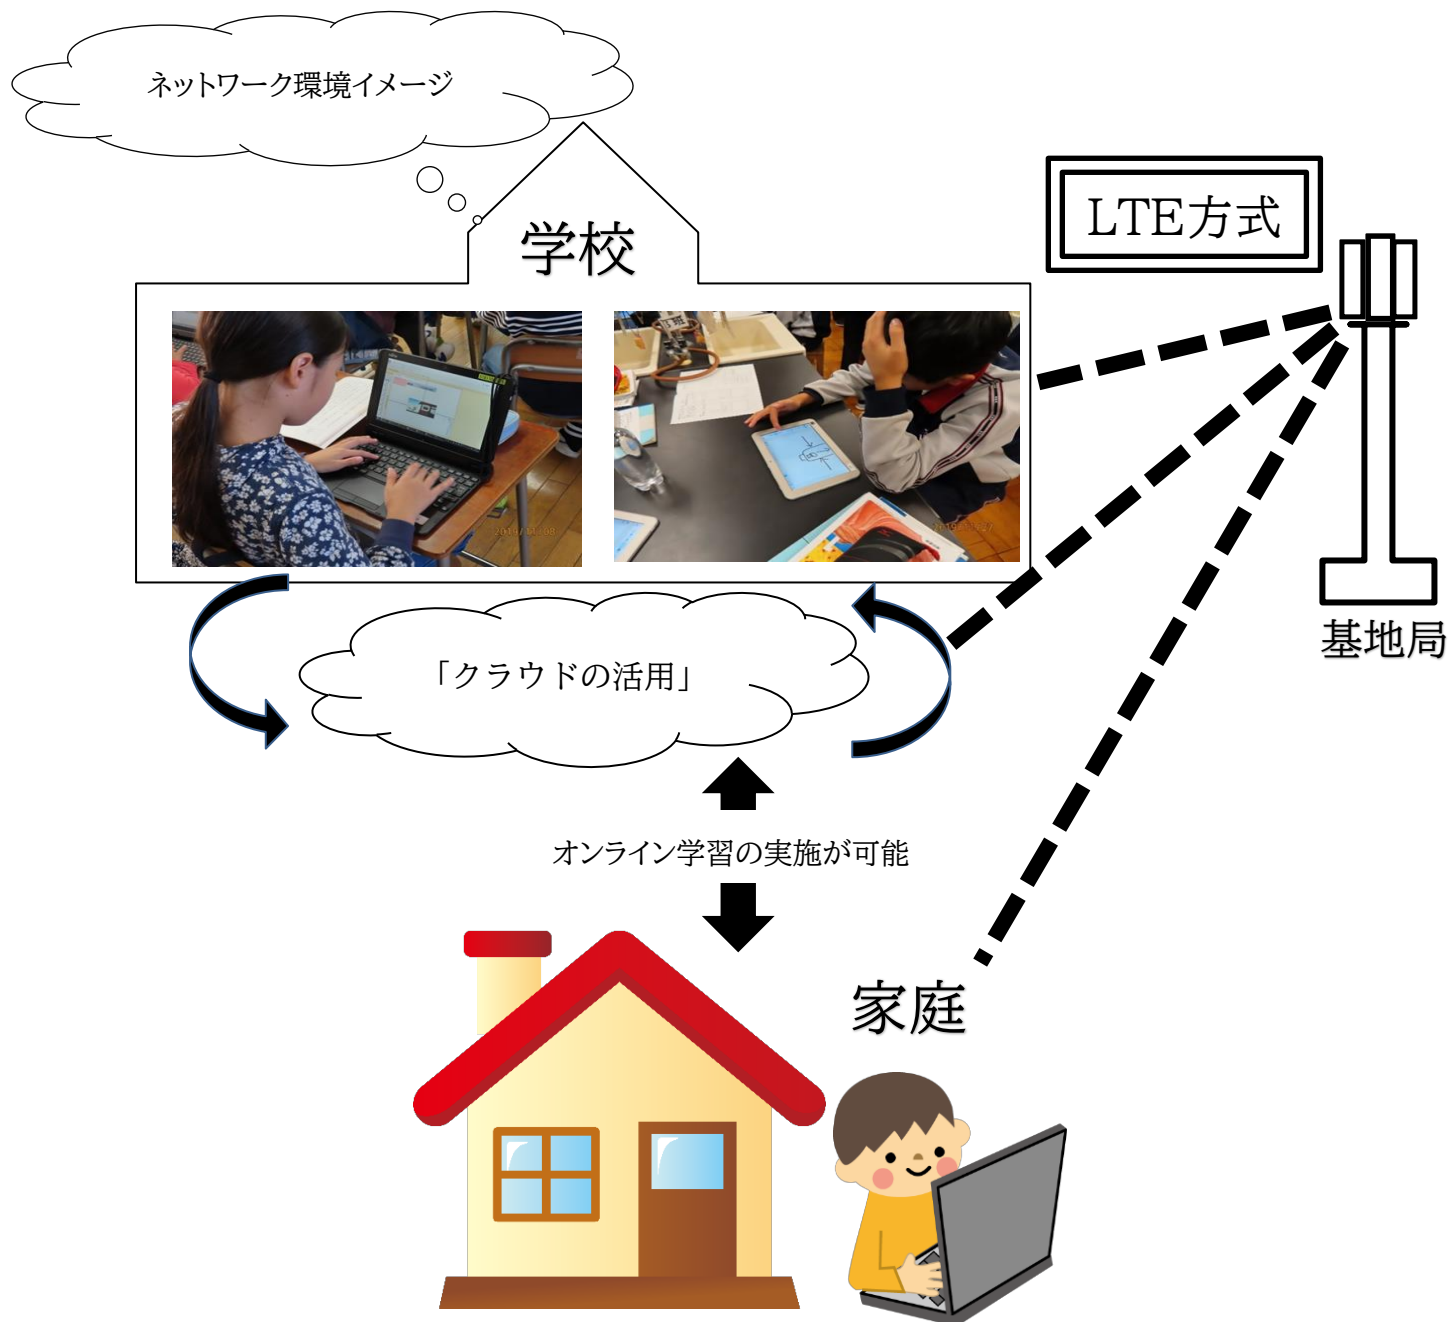 ネットワーク環境イメージ
学校
LTE方式
基地局
「クラウドの活用」
オンライン学習の実施が可能
家庭